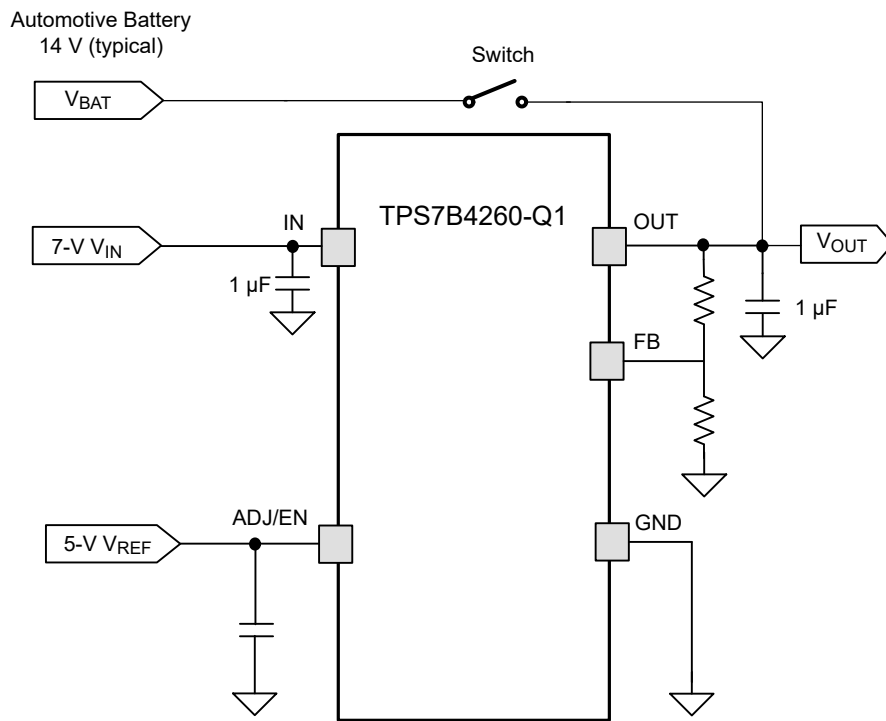 Automotive Battery
14 V (typical)
Switch
VBAT
TPS7B4260-Q1
IN
OUT
7-V VIN
VOUT
1 µF
1 µF
FB
ADJ/EN
GND
5-V VREF